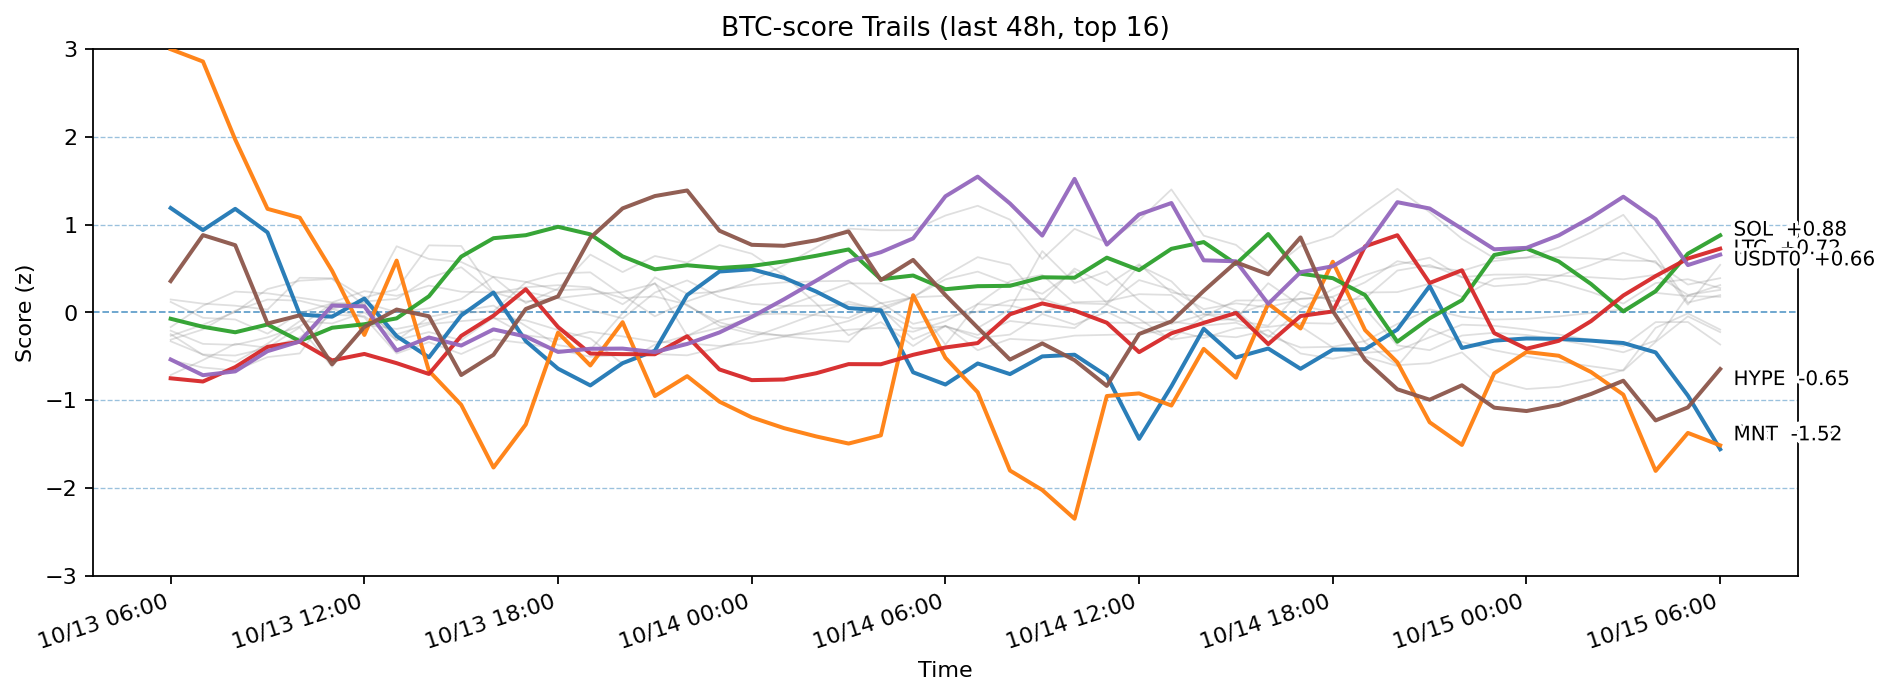 BTC-score Trails (last 48h, top 16)
Score (z)
3
2
1
0
−1
−2
−3
SOL +0.88
LTC +0.72
USDT0 +0.66
HYPE -0.65
MNT -1.52
10/13 06:00
10/13 12:00
10/13 18:00
10/14 00:00
10/14 06:00
10/14 12:00
10/14 18:00
10/15 00:00
10/15 06:00
Time